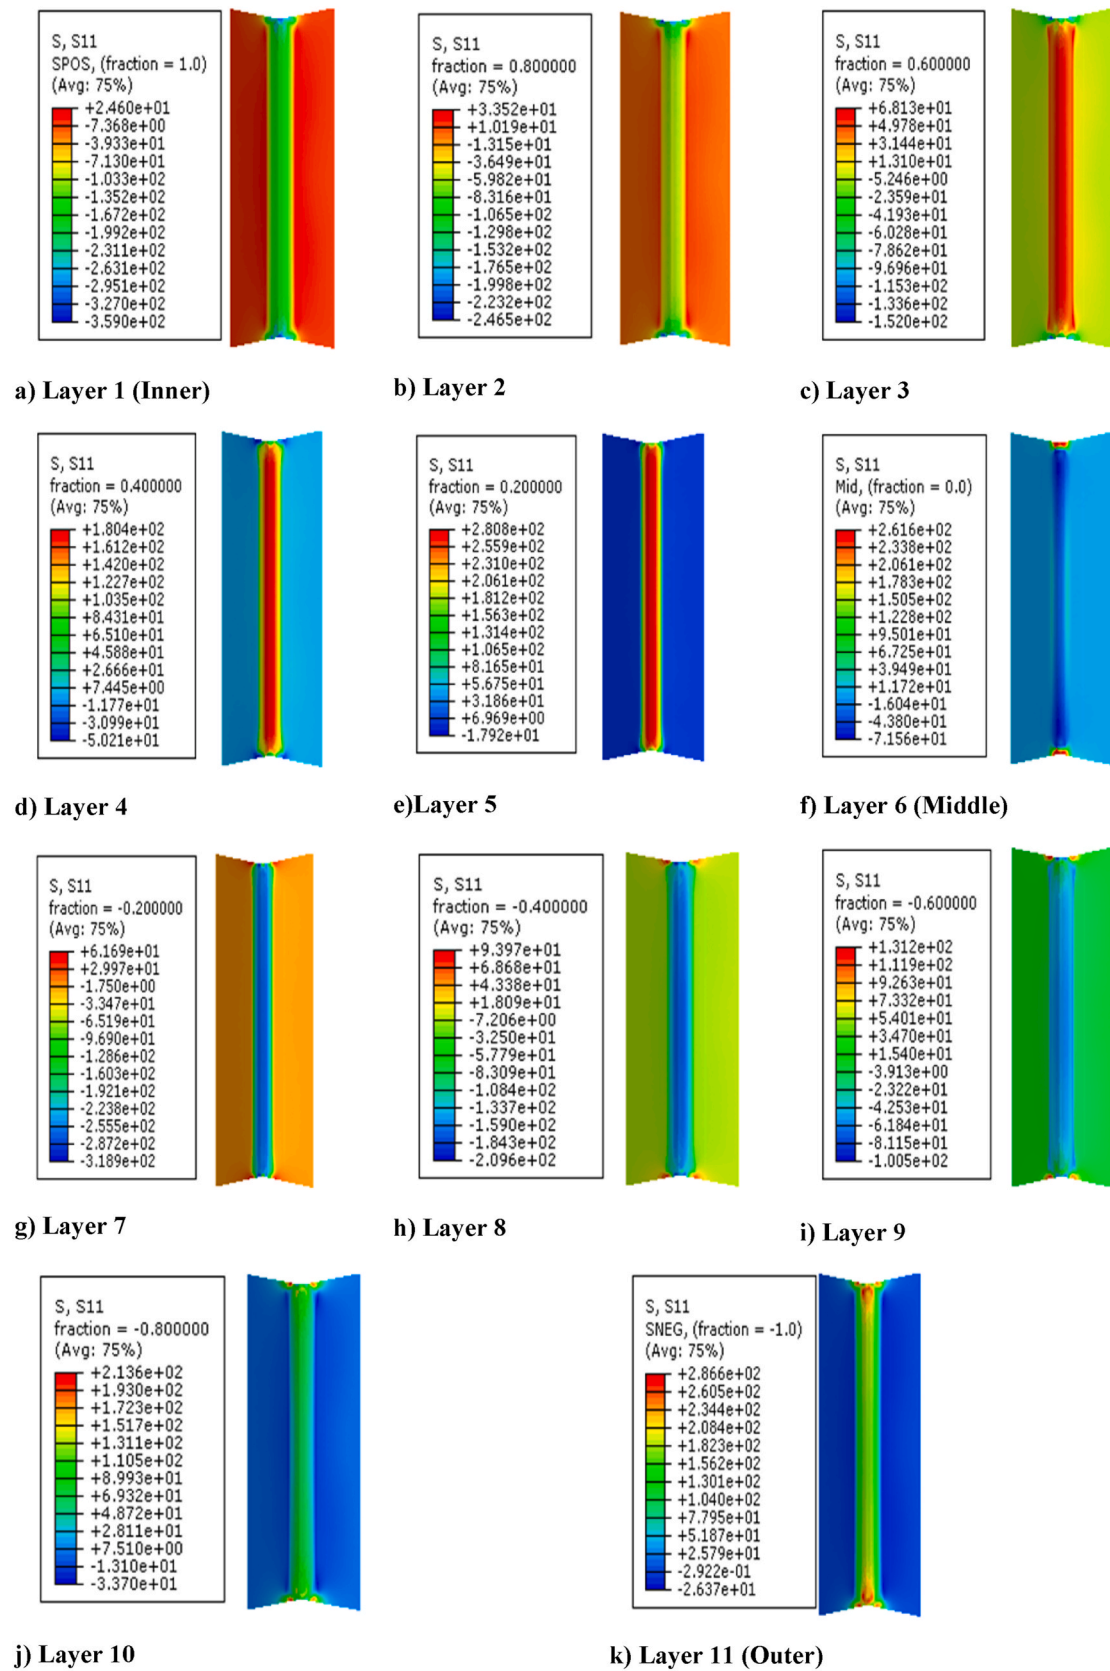 S, S11
SPOS, (fraction = 1.0)
(Avg: 75%)
+2.460e+01
-7.368e+00
-3.933e+01
-7.130e+01
-1.033e+02
-1.352e+02
-1.672e+02
-1.992e+02
-2.311e+02
-2.631e+02
-2.951e+02
-3.270e+02
-3.590e+02
a) Layer 1 (Inner)
S, S11
fraction = 0.800000
(Avg: 75%)
+3.352e+01
+1.019e+01
-1.315e+01
-3.649e+01
-5.982e+01
-8.316e+01
-1.065e+02
-1.298e+02
-1.532e+02
-1.765e+02
-1.998e+02
-2.232e+02
-2.465e+02
b) Layer 2
S, S11
fraction = 0.600000
(Avg: 75%)
+6.813e+01
+4.978e+01
+3.144e+01
+1.310e+01
-5.246e+00
-2.359e+01
-4.193e+01
-6.028e+01
-7.862e+01
-9.696e+01
-1.153e+02
-1.336e+02
-1.520e+02
c) Layer 3
S, S11
fraction = 0.400000
(Avg: 75%)
+1.804e+02
+1.612e+02
+1.420e+02
+1.227e+02
+1.035e+02
+8.431e+01
+6.510e+01
+4.588e+01
+2.666e+01
+7.445e+00
-1.177e+01
-3.099e+01
-5.021e+01
d) Layer 4
S, S11
fraction = 0.200000
(Avg: 75%)
+2.808e+02
+2.559e+02
+2.310e+02
+2.061e+02
+1.812e+02
+1.563e+02
+1.314e+02
+1.065e+02
+8.165e+01
+5.675e+01
+3.186e+01
+6.969e+00
-1.792e+01
e)Layer 5
S, S11
Mid, (fraction = 0.0)
(Avg: 75%)
+2.616e+02
+2.338e+02
+2.061e+02
+1.783e+02
+1.505e+02
+1.228e+02
+9.501e+01
+6.725e+01
+3.949e+01
+1.172e+01
-1.604e+01
-4.380e+01
-7.156e+01
f) Layer 6 (Middle)
S, S11
fraction = -0.200000
(Avg: 75%)
+6.169e+01
+2.997e+01
-1.750e+00
-3.347e+01
-6.519e+01
-9.690e+01
-1.286e+02
-1.603e+02
-1.921e+02
-2.238e+02
-2.555e+02
-2.872e+02
-3.189e+02
g) Layer 7
S, S11
fraction = -0.400000
(Avg: 75%)
+9.397e+01
+6.868e+01
+4.338e+01
+1.809e+01
-7.206e+00
-3.250e+01
-5.779e+01
-8.309e+01
-1.084e+02
-1.337e+02
-1.590e+02
-1.843e+02
-2.096e+02
h) Layer 8
S, S11
fraction = -0.600000
(Avg: 75%)
+1.312e+02
+1.119e+02
+9.263e+01
+7.332e+01
+5.401e+01
+3.470e+01
+1.540e+01
-3.913e+00
-2.322e+01
-4.253e+01
-6.184e+01
-8.115e+01
-1.005e+02
i) Layer 9
S, S11
fraction = -0.800000
(Avg: 75%)
+2.136e+02
+1.930e+02
+1.723e+02
+1.517e+02
+1.311e+02
+1.105e+02
+8.993e+01
+6.932e+01
+4.872e+01
+2.811e+01
+7.510e+00
-1.310e+01
-3.370e+01
j) Layer 10
S, S11
SNEG, (fraction = -1.0)
(Avg: 75%)
+2.866e+02
+2.605e+02
+2.344e+02
+2.084e+02
+1.823e+02
+1.562e+02
+1.301e+02
+1.040e+02
+7.795e+01
+5.187e+01
+2.579e+01
-2.922e-01
-2.637e+01
k) Layer 11 (Outer)